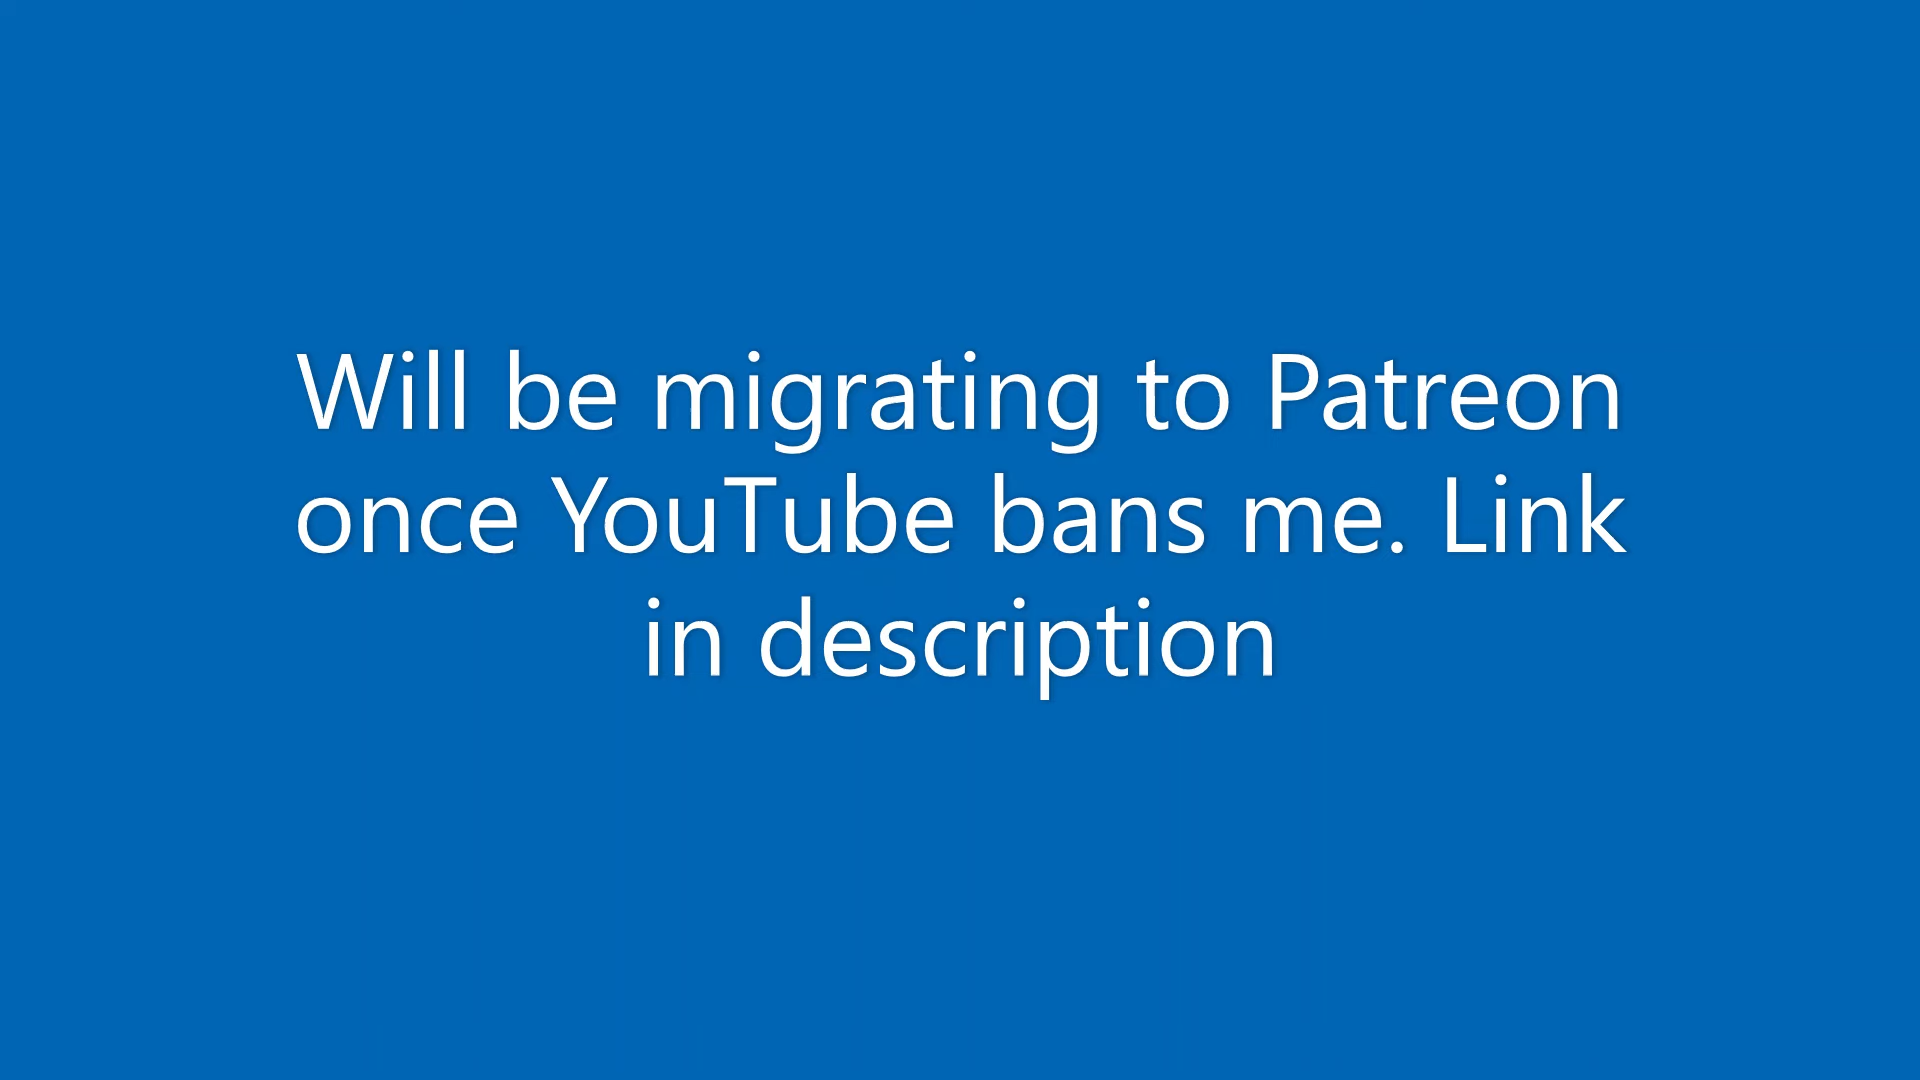 Will be migrating to Patreon
once YouTube bans me. Link
in description